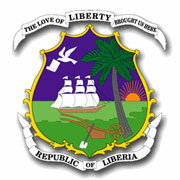 THE LOVE OF LIBERTY BROUGHT US HERE.
REPUBLIC OF LIBERIA